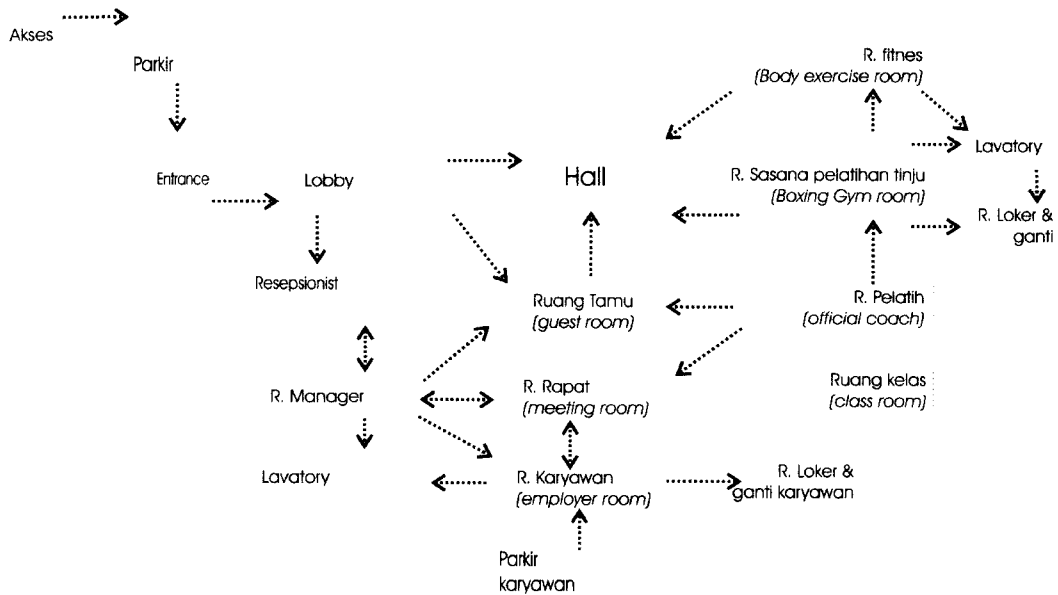 Akses
Parkir
Entrance
Lobby
Resepsionist
R. Manager
Lavatory
Hall
Ruang Tamu
(guest room)
R. Rapat
(meeting room)
R. Karyawan
(employer room)
Parkir
karyawan
R. fitnes
(Body exercise room)
R. Sasana pelatihan tinju
(Boxing Gym room)
R. Pelatih
(official coach)
Ruang kelas
(class room)
R. Loker &
ganti karyawan
Lavatory
R. Loker &
ganti